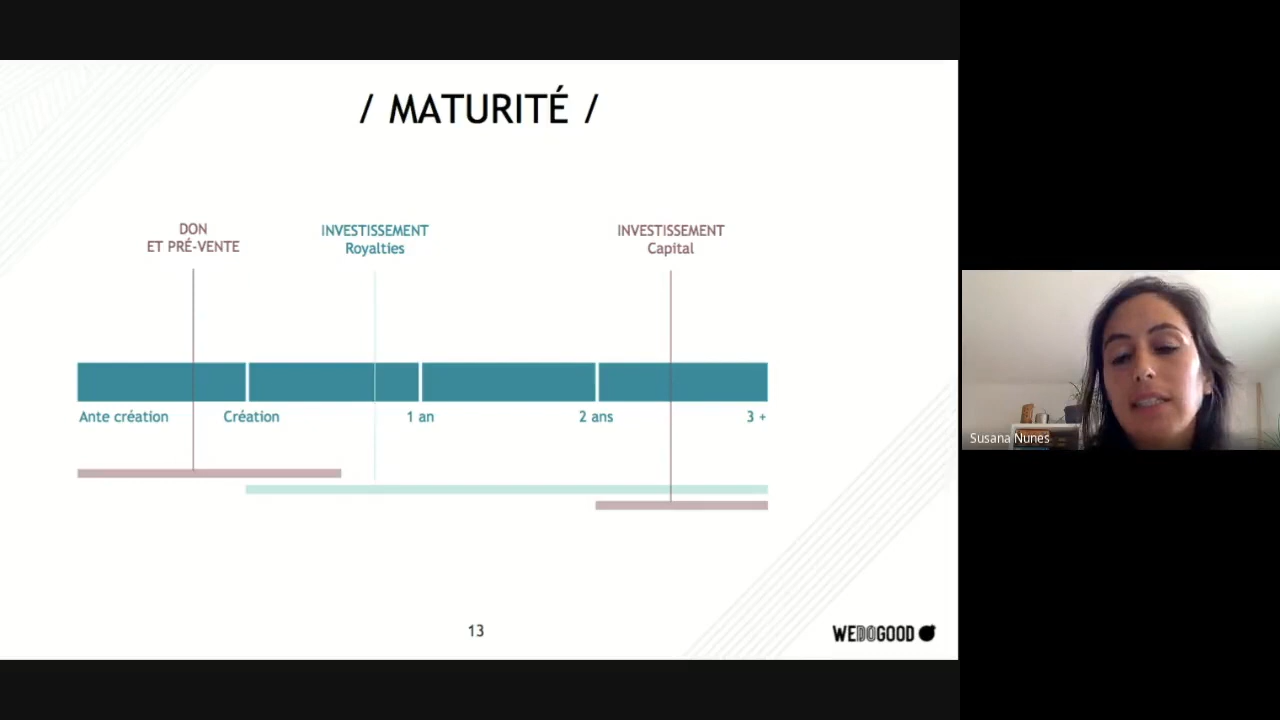 / MATURITÉ /
DON
ET PRÉ-VENTE
INVESTISSEMENT
Royalties
INVESTISSEMENT
Capital
Ante création
Création
1 an
2 ans
3 +
13
WEDOGOOD
Susana Nunes